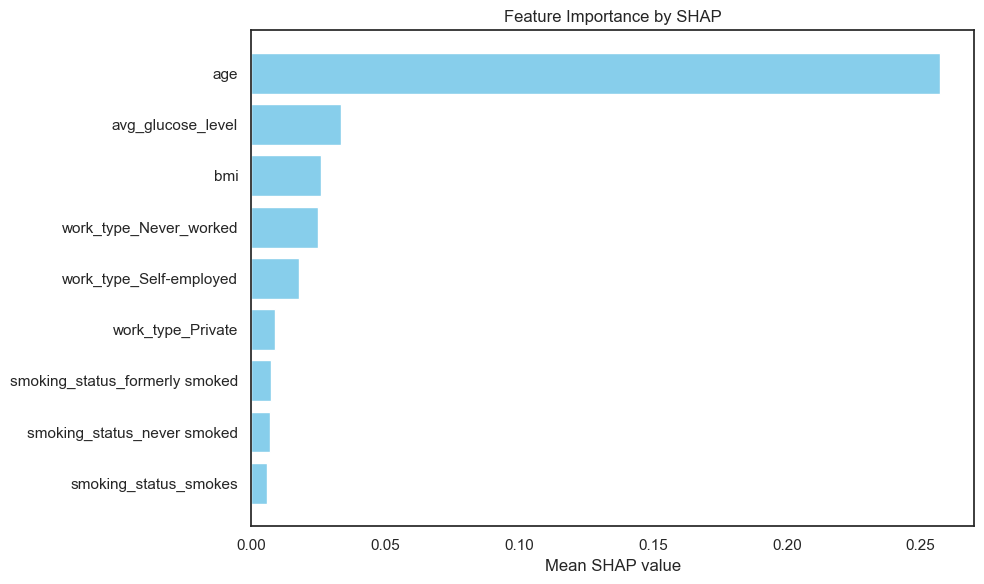 Feature Importance by SHAP
age
avg_glucose_level
bmi
work_type_Never_worked
work_type_Self-employed
work_type_Private
smoking_status_formerly smoked
smoking_status_never smoked
smoking_status_smokes
0.00 0.05 0.10 0.15 0.20 0.25
Mean SHAP value